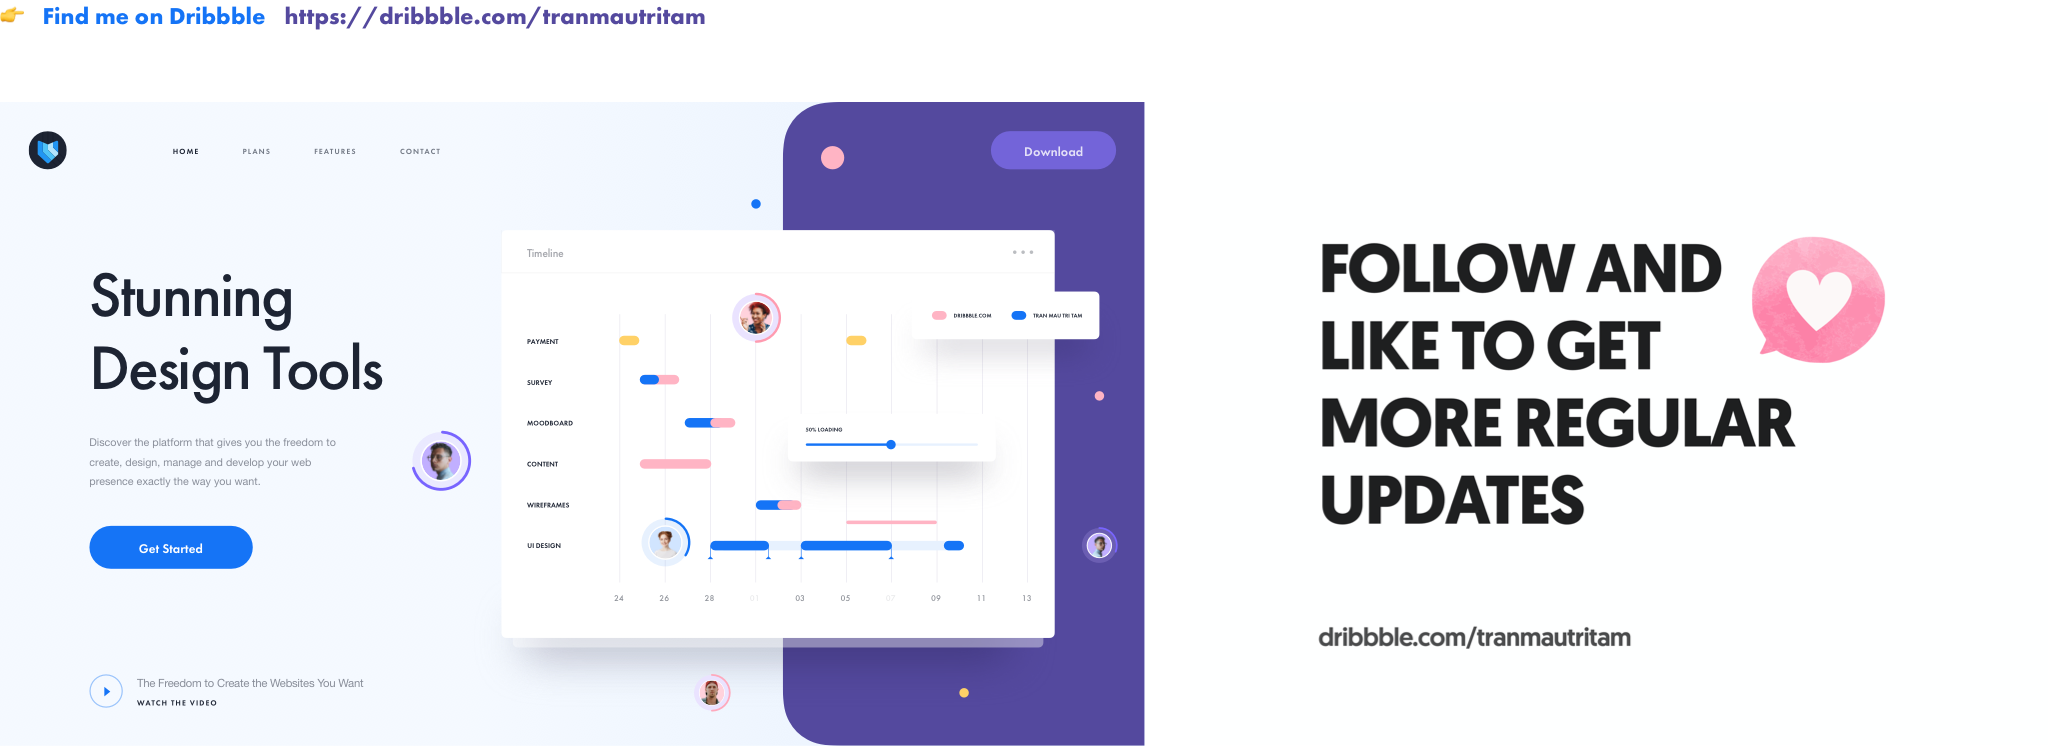 👉 Find me on Dribbble https://dribbble.com/tranmautritam
HOME PLANS FEATURES CONTACT
Download
Stunning
Design Tools
Discover the platform that gives you the freedom to
create, design, manage and develop your web
presence exactly the way you want.
Get Started
The Freedom to Create the Websites You Want
WATCH THE VIDEO
Timeline
DRIBBBLE.COM TRAN MAU TRI TAM
PAYMENT
SURVEY
MOODBOARD
50% LOADING
CONTENT
WIREFRAMES
UI DESIGN
24 26 28 01 03 05 07 09 11 13
FOLLOW AND
LIKE TO GET
MORE REGULAR
UPDATES
dribbble.com/tranmautritam